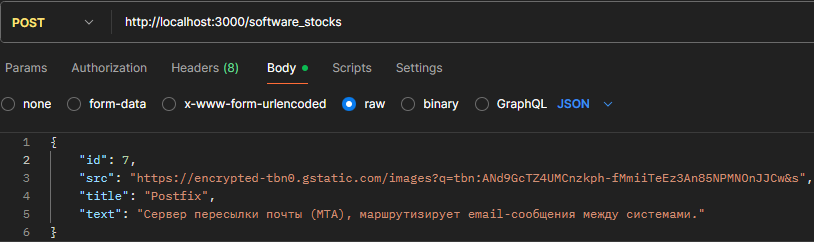 POST http://localhost:3000/software_stocks
Params Authorization Headers (8) Body Scripts Settings
none form-data x-www-form-urlencoded raw binary GraphQL JSON
1 {
2 "id": 7,
3 "src": "https://encrypted-tbn0.gstatic.com/images?q=tbn:ANd9GcTZ4UMCnzkph-fMmiiTeEz3An85NPMNOnJJCw&s",
4 "title": "Postfix",
5 "text": "Сервер пересылки почты (MTA), маршрутизирует email-сообщения между системами."
6 }